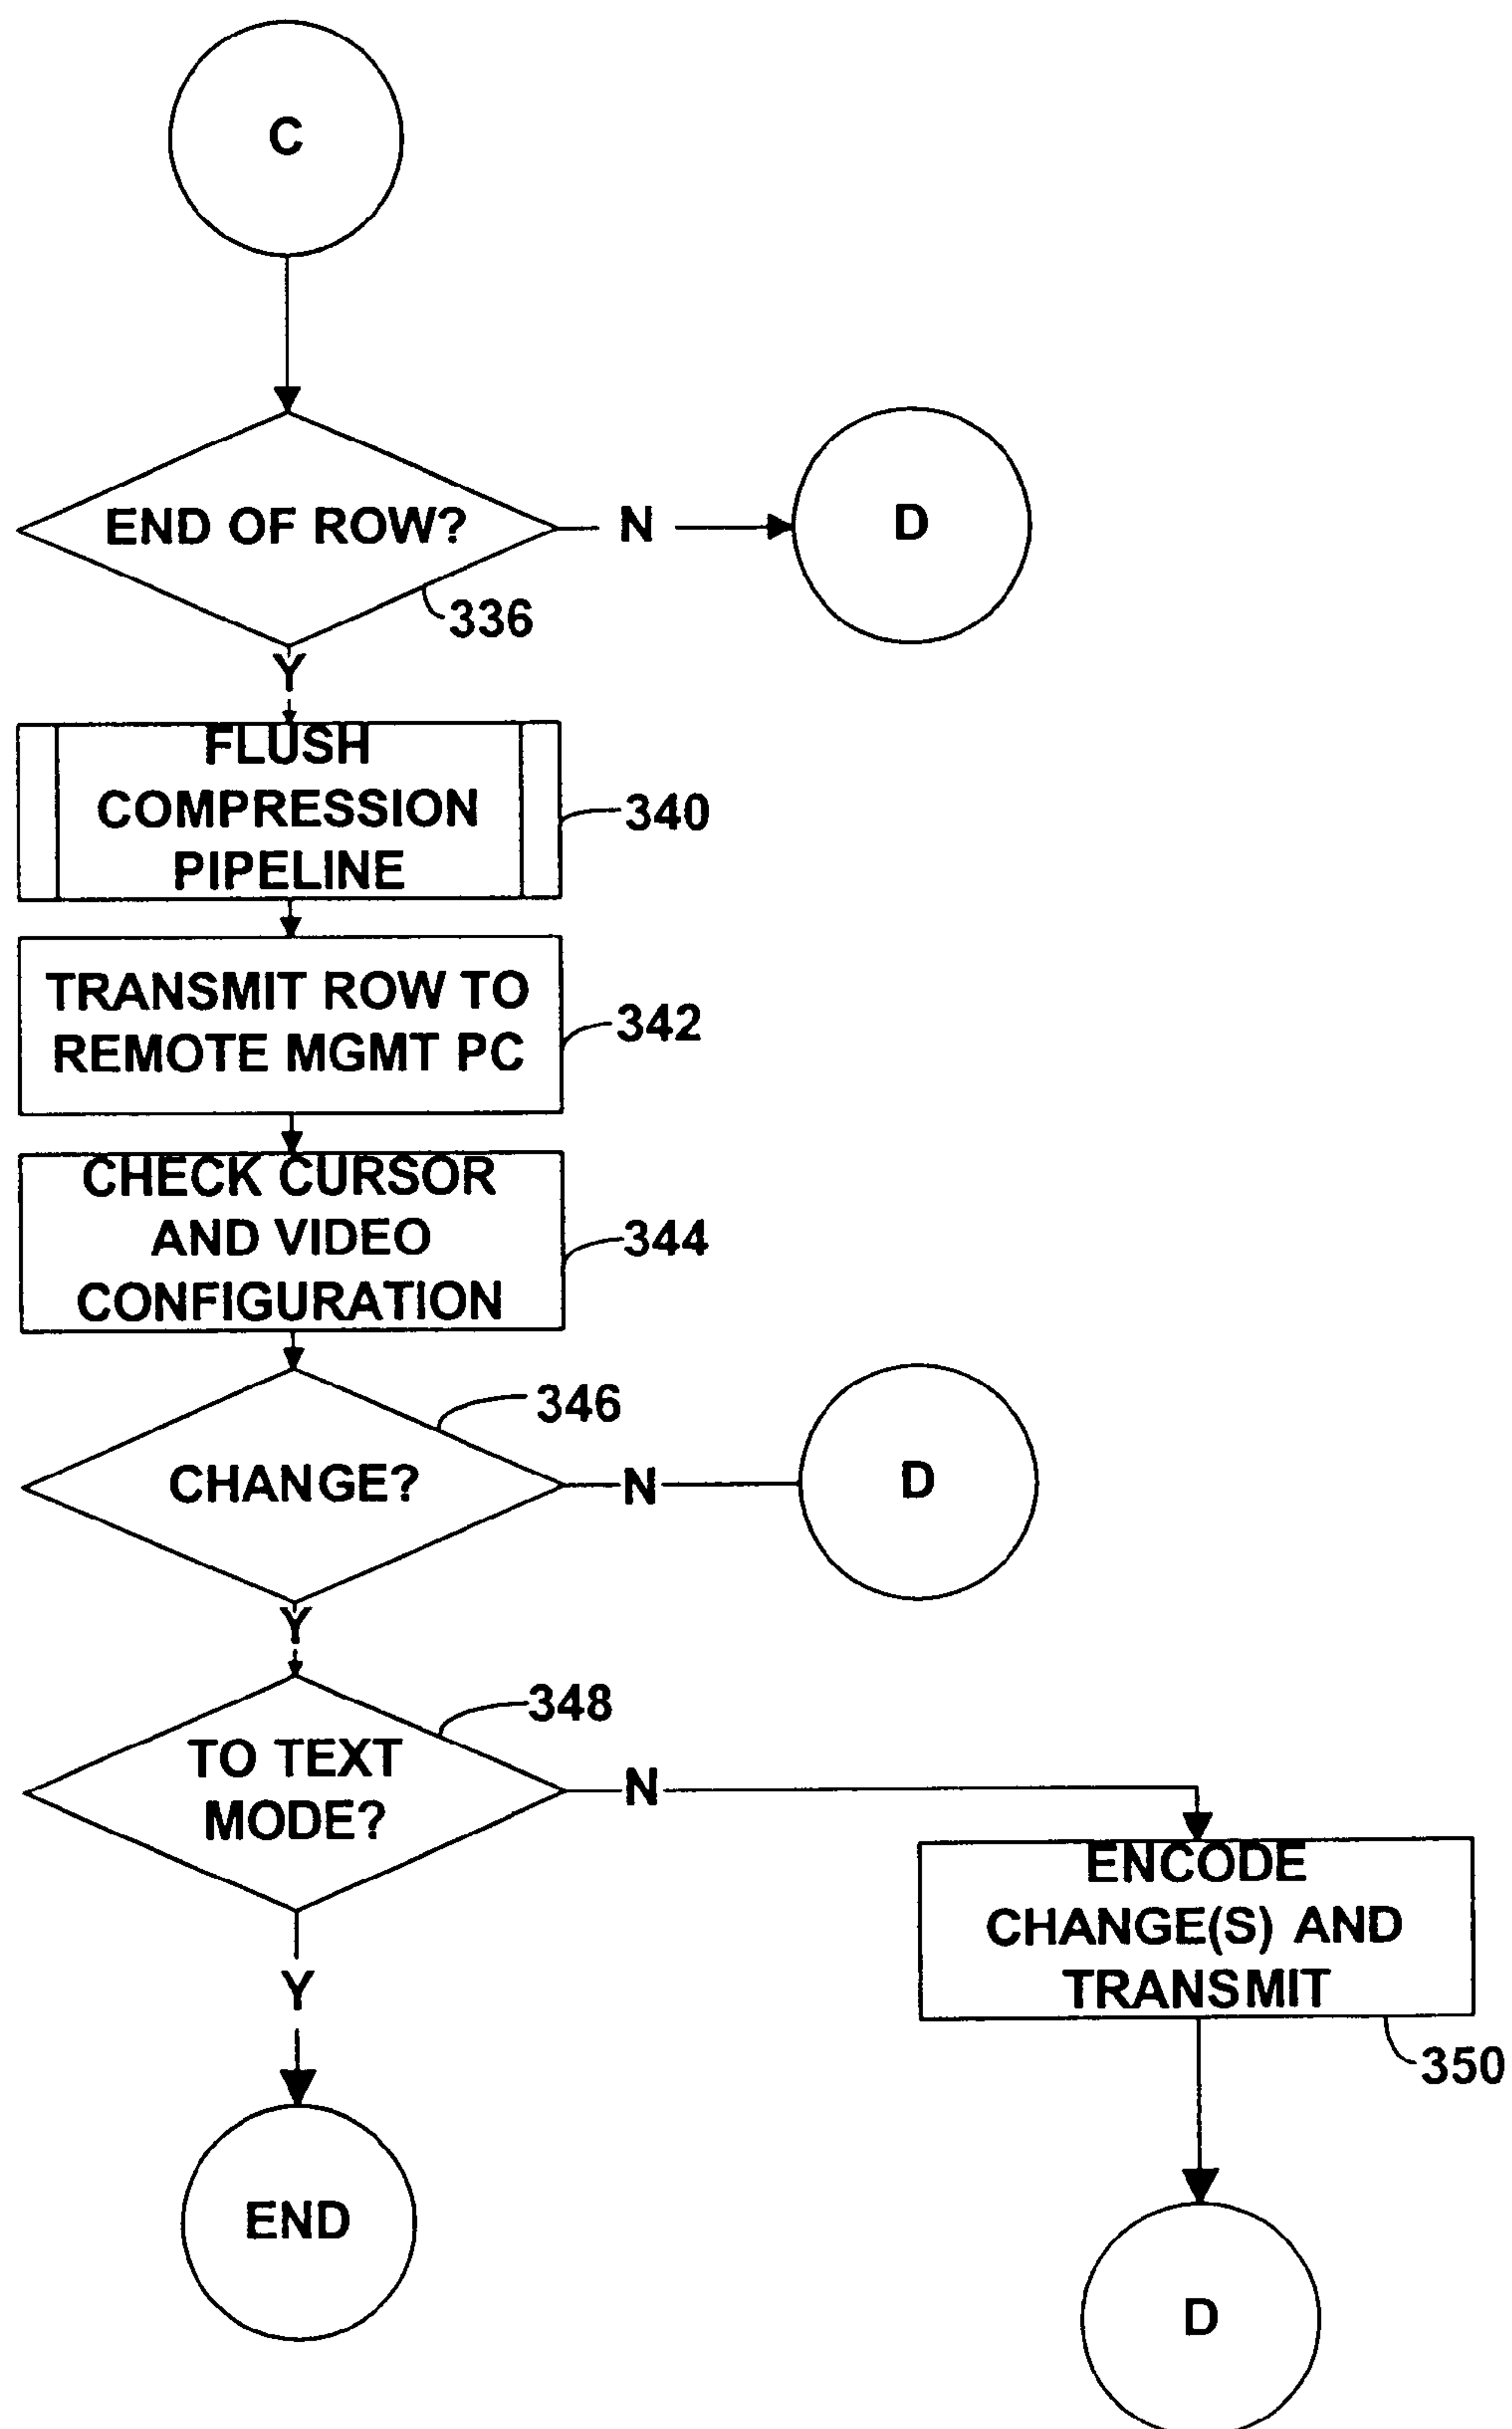 C
END OF ROW?
N
D
336
Y
FLUSH
COMPRESSION
PIPELINE
340
TRANSMIT ROW TO
REMOTE MGMT PC
342
CHECK CURSOR
AND VIDEO
CONFIGURATION
344
346
CHANGE?
N
D
Y
348
TO TEXT
MODE?
N
ENCODE
CHANGE(S) AND
TRANSMIT
350
Y
END
D